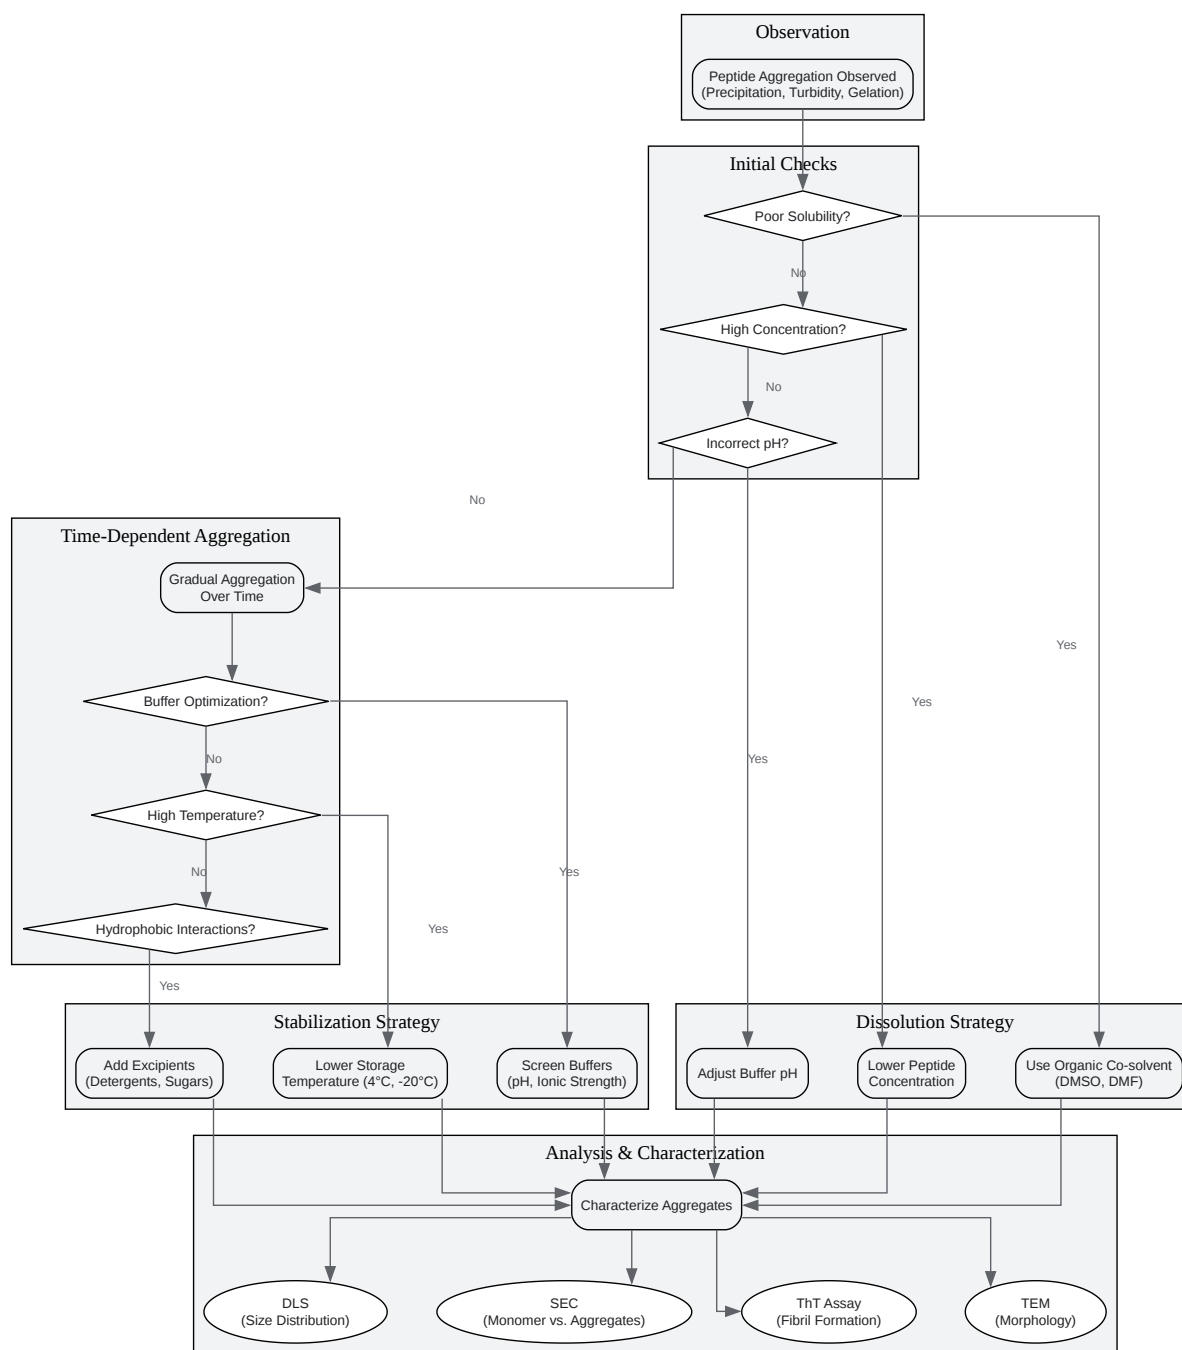 Observation
Peptide Aggregation Observed
(Precipitation, Turbidity, Gelation)
Initial Checks
Poor Solubility?
No
High Concentration?
No
Incorrect pH?
No
Time-Dependent Aggregation
Gradual Aggregation
Over Time
Yes
Buffer Optimization?
Yes
No
Yes
High Temperature?
No
Yes
Hydrophobic Interactions?
Yes
Yes
Stabilization Strategy
Add Excipients
(Detergents, Sugars)
Lower Storage
Temperature (4°C, -20°C)
Screen Buffers
(pH, Ionic Strength)
Dissolution Strategy
Adjust Buffer pH
Lower Peptide
Concentration
Use Organic Co-solvent
(DMSO, DMF)
Analysis & Characterization
Characterize Aggregates
DLS
(Size Distribution)
SEC
(Monomer vs. Aggregates)
ThT Assay
(Fibril Formation)
TEM
(Morphology)